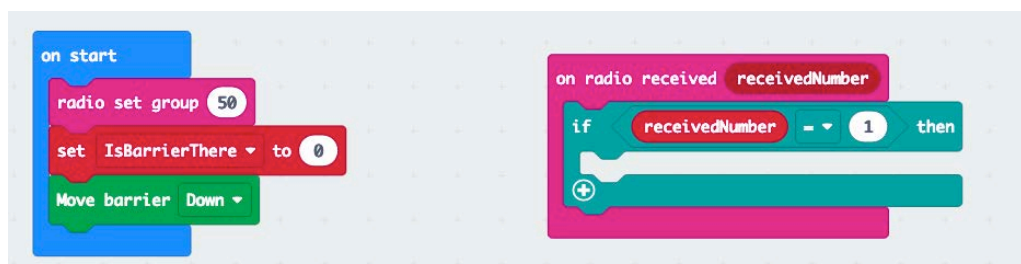 on start
radio set group 50
set IsBarrierThere to 0
Move barrier Down
on radio received receivedNumber
if receivedNumber = 1 then